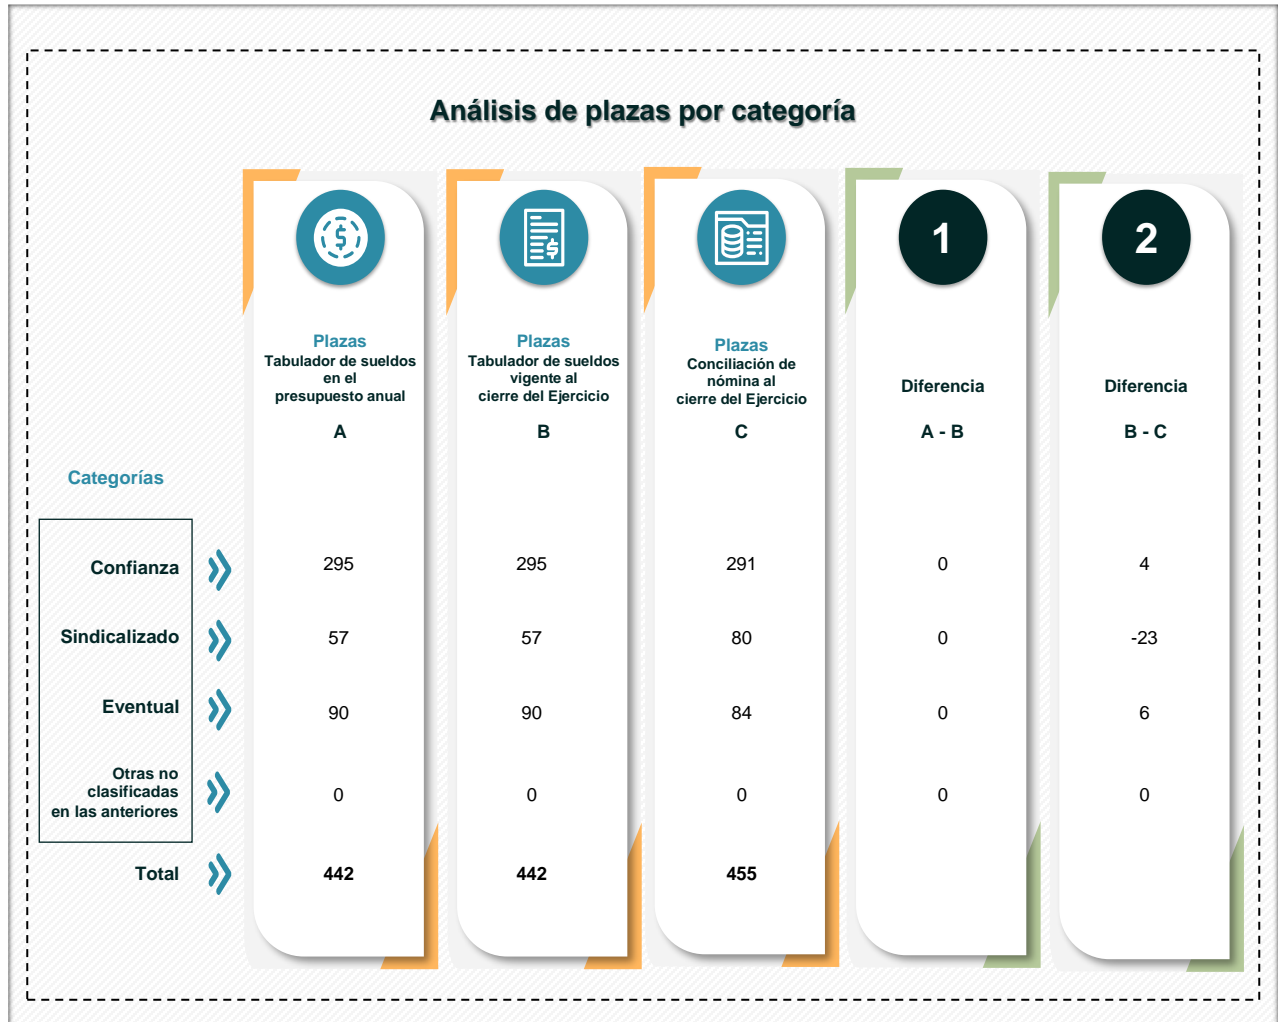 Análisis de plazas por categoría
1
2
Plazas
Tabulador de sueldos
en el
presupuesto anual
A
Plazas
Tabulador de sueldos
vigente al
cierre del Ejercicio
B
Plazas
Conciliación de
nómina al
cierre del Ejercicio
C
Diferencia
A - B
Diferencia
B - C
Categorías
Confianza 295 295 291 0 4
Sindicalizado 57 57 80 0 -23
Eventual 90 90 84 0 6
Otras no
clasificadas
en las anteriores 0 0 0 0 0
Total 442 442 455